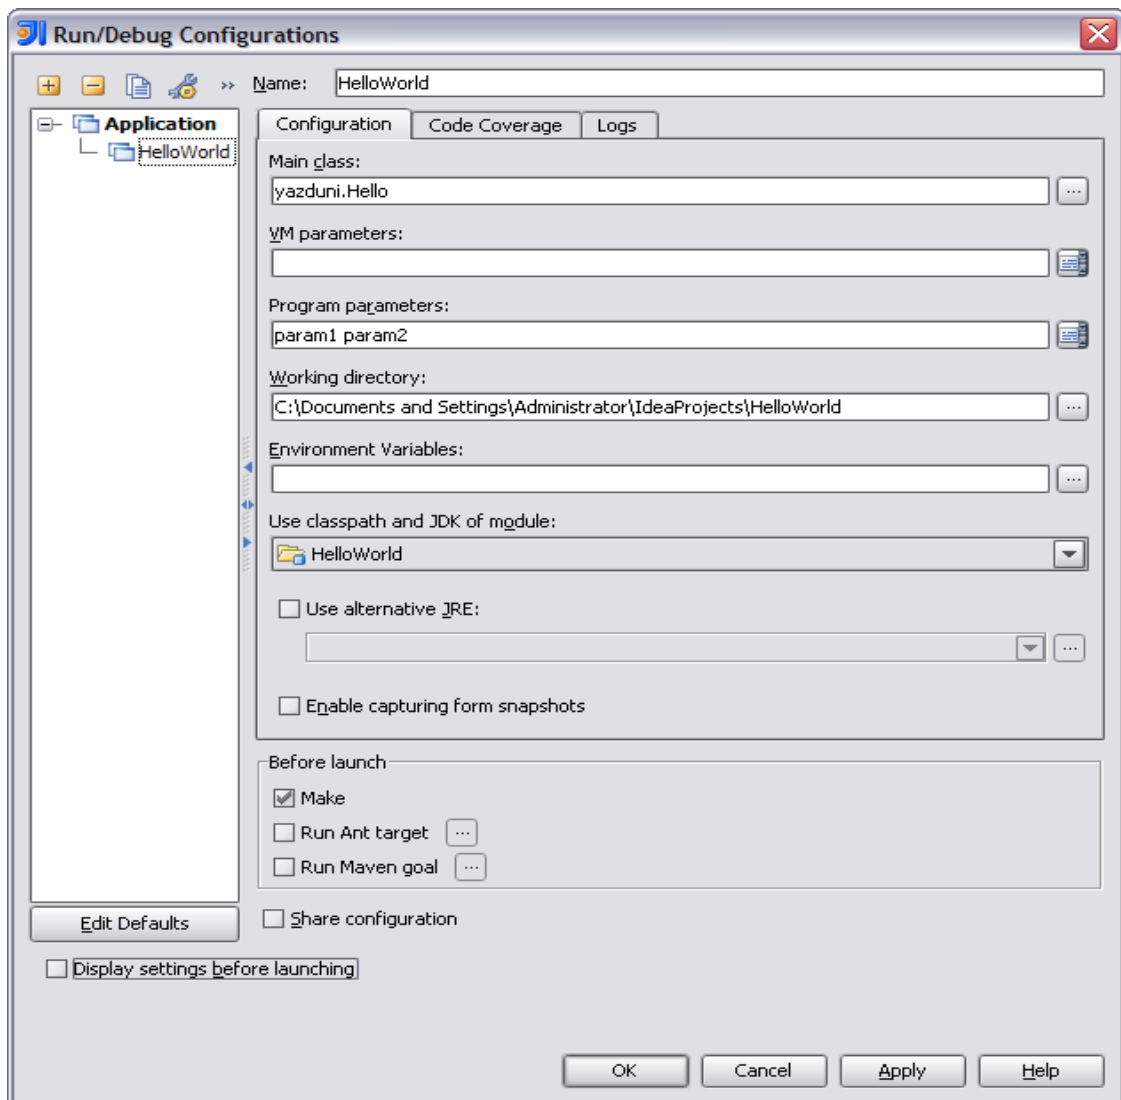 Run/Debug Configurations
Name: HelloWorld
Application
HelloWorld
Configuration Code Coverage Logs
Main class:
yazduni.Hello
VM parameters:
Program parameters:
param1 param2
Working directory:
C:\Documents and Settings\Administrator\IdeaProjects\HelloWorld
Environment Variables:
Use classpath and JDK of module:
HelloWorld
Use alternative JRE:
Enable capturing form snapshots
Before launch
Make
Run Ant target
Run Maven goal
Edit Defaults
Share configuration
Display settings before launching
OK Cancel Apply Help